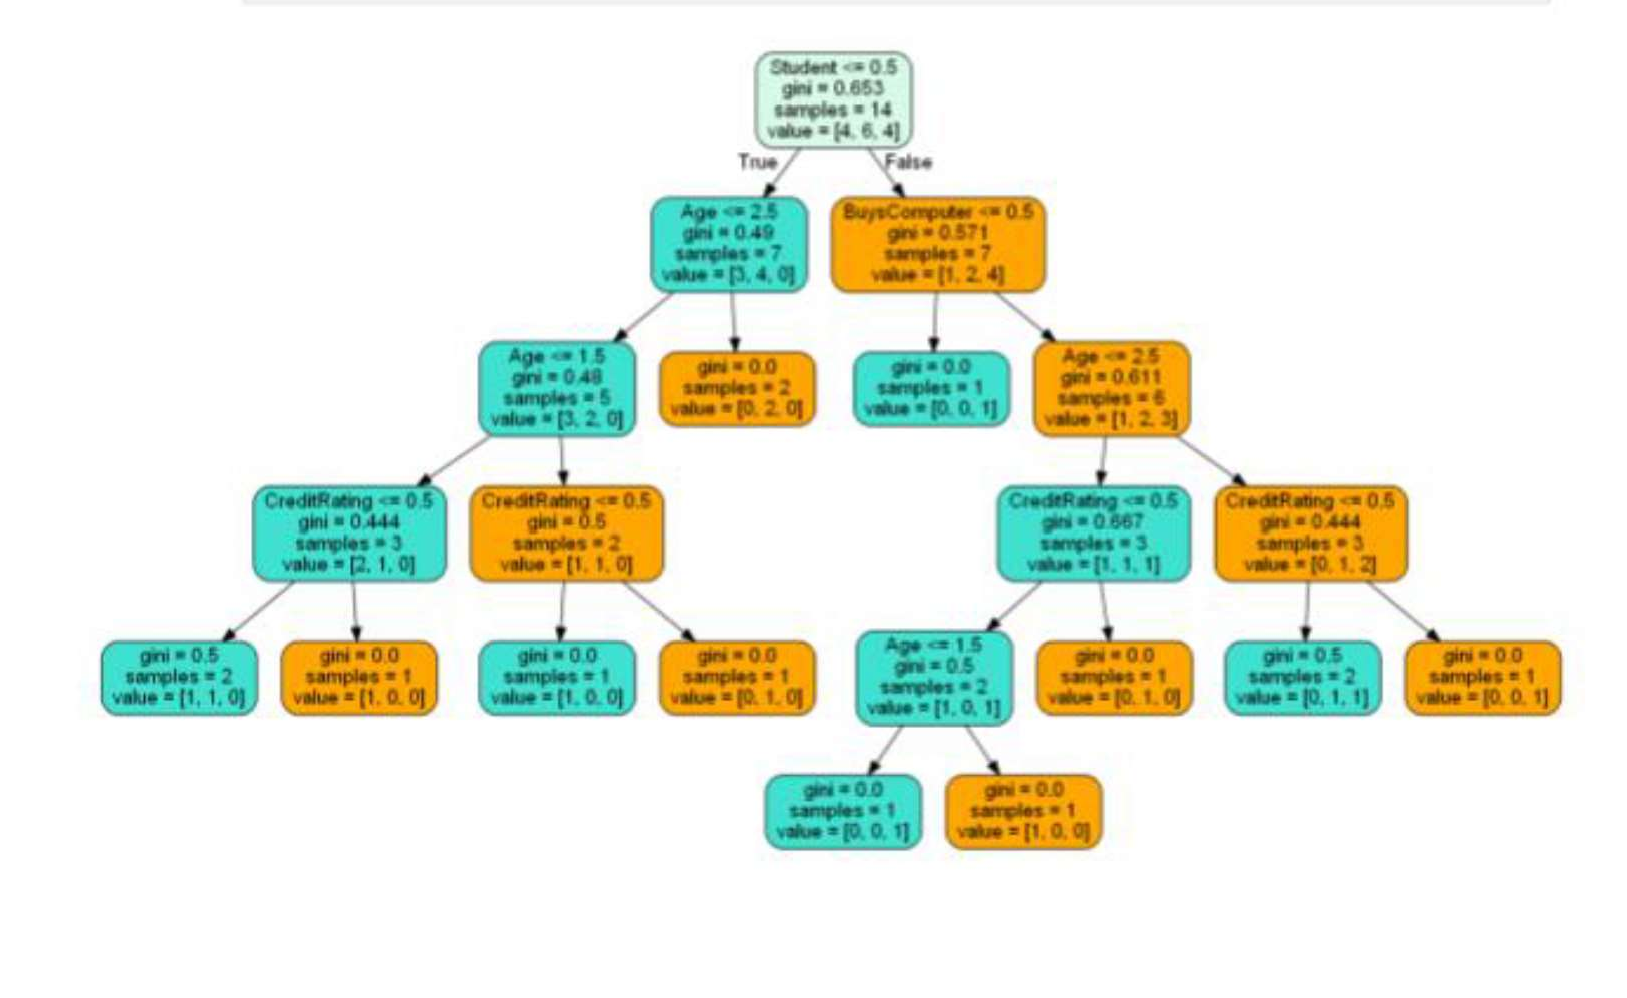 Student <= 0.5
gini = 0.653
samples = 14
value = [4, 6, 4]
True
False
Age <= 2.5
gini = 0.49
samples = 7
value = [3, 4, 0]
BuysComputer <= 0.5
gini = 0.571
samples = 7
value = [1, 2, 4]
Age <= 1.5
gini = 0.48
samples = 5
value = [3, 2, 0]
gini = 0.0
samples = 2
value = [0, 2, 0]
gini = 0.0
samples = 1
value = [0, 0, 1]
Age <= 2.5
gini = 0.611
samples = 6
value = [1, 2, 3]
CreditRating <= 0.5
gini = 0.444
samples = 3
value = [2, 1, 0]
CreditRating <= 0.5
gini = 0.5
samples = 2
value = [1, 1, 0]
CreditRating <= 0.5
gini = 0.667
samples = 3
value = [1, 1, 1]
CreditRating <= 0.5
gini = 0.444
samples = 3
value = [0, 1, 2]
gini = 0.5
samples = 2
value = [1, 1, 0]
gini = 0.0
samples = 1
value = [1, 0, 0]
gini = 0.0
samples = 1
value = [1, 0, 0]
gini = 0.0
samples = 1
value = [0, 1, 0]
Age <= 1.5
gini = 0.5
samples = 2
value = [1, 0, 1]
gini = 0.0
samples = 1
value = [0, 1, 0]
gini = 0.5
samples = 2
value = [0, 1, 1]
gini = 0.0
samples = 1
value = [0, 0, 1]
gini = 0.0
samples = 1
value = [0, 0, 1]
gini = 0.0
samples = 1
value = [1, 0, 0]